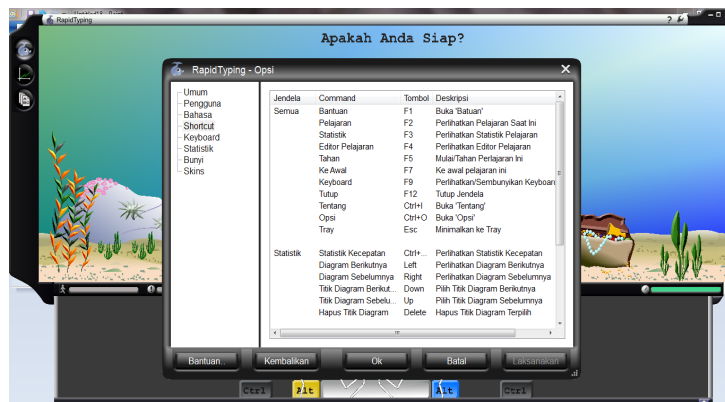 RapidTyping
Apakah Anda Siap?
RapidTyping - Opsi
Umum
Pengguna
Bahasa
Shortcut
Keyboard
Statistik
Bunyi
Skins
Jendela Command Tombol Deskripsi
Semua Bantuan F1 Buka 'Batuan'
Pelajaran F2 Perlihatkan Pelajaran Saat Ini
Statistik F3 Perlihatkan Statistik Pelajaran
Editor Pelajaran F4 Perlihatkan Editor Pelajaran
Tahan F5 Mulai/Tahan Perlajaran Ini
Ke Awal F7 Ke awal pelajaran ini
Keyboard F9 Perlihatkan/Sembunyikan Keyboan
Tutup F12 Tutup Jendela
Tentang Ctrl+I Buka 'Tentang'
Opsi Ctrl+O Buka 'Opsi'
Tray Esc Minimalkan ke Tray
Statistik Statistik Kecepatan Ctrl+... Perlihatkan Statistik Kecepatan
Diagram Berikutnya Left Perlihatkan Diagram Berikutnya
Diagram Sebelumnya Right Perlihatkan Diagram Sebelumnya
Titik Diagram Berikut... Down Pilih Titik Diagram Berikutnya
Titik Diagram Sebelu... Up Pilih Titik Diagram Sebelumnya
Hapus Titik Diagram Delete Hapus Titik Diagram Terpilih
Bantuan.. Kembalikan Ok Batal Laksanakan
Ctrl Alt Alt Ctrl